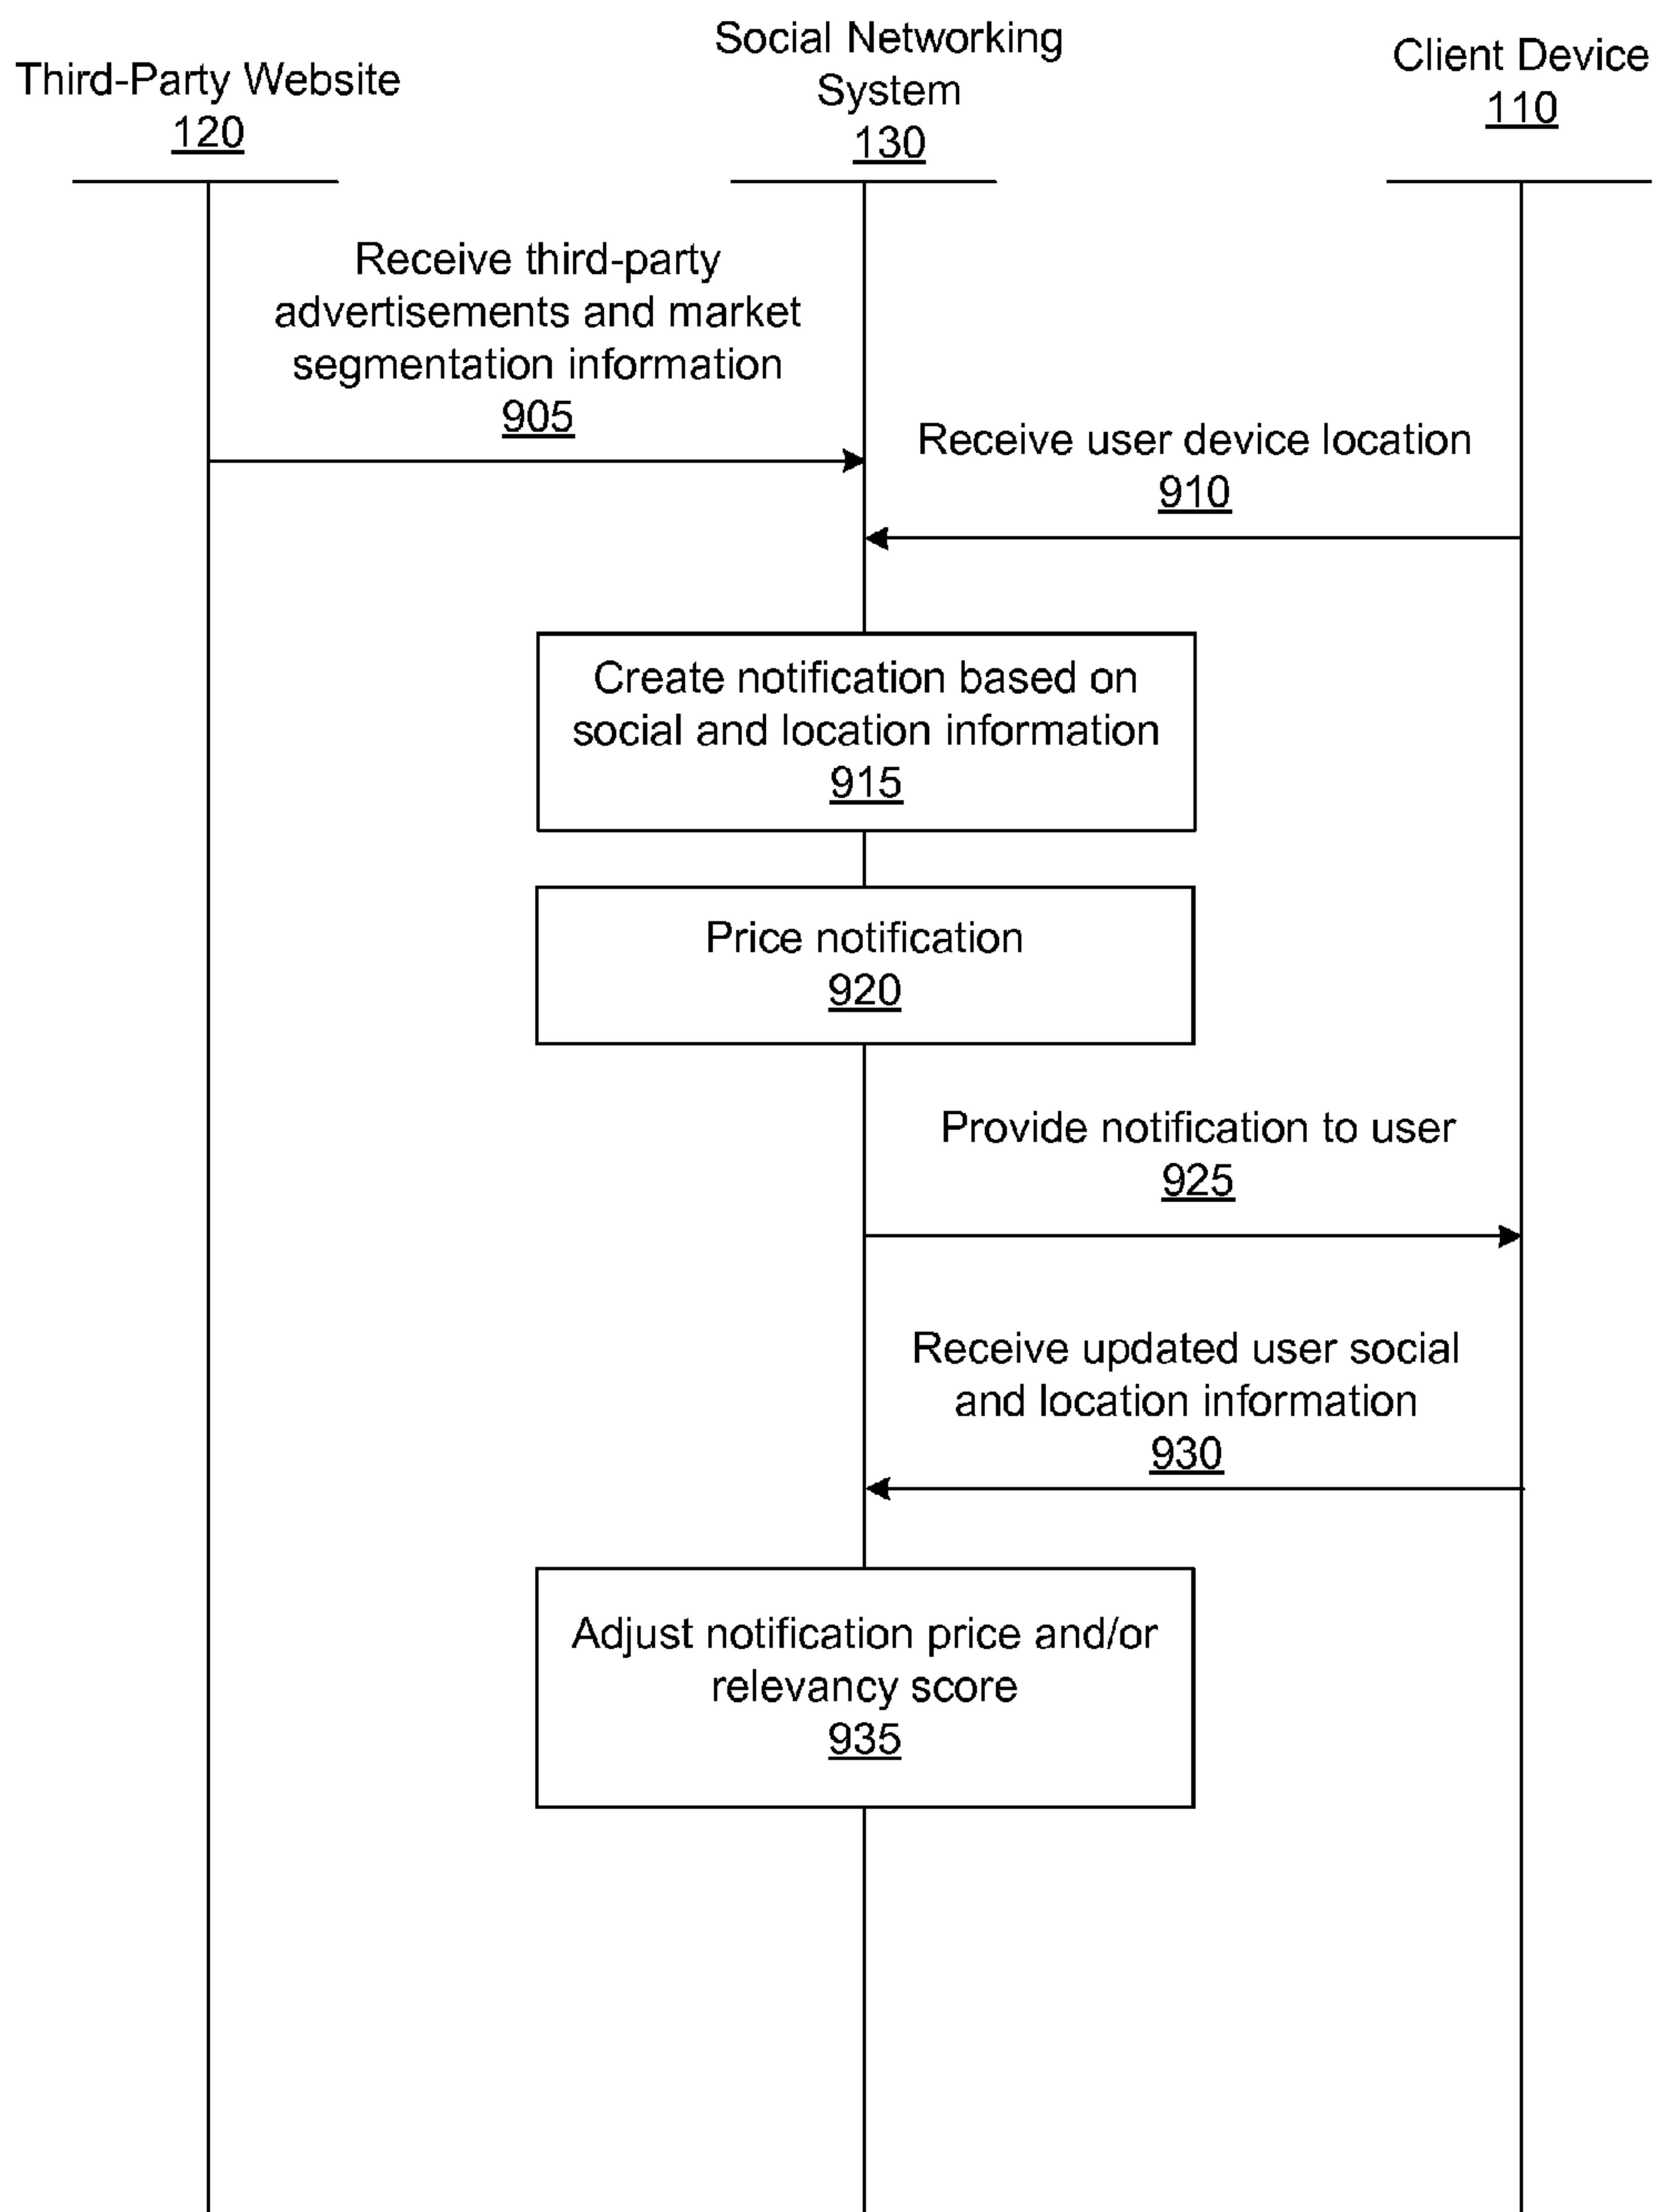 Third-Party Website
120
Social Networking
System
130
Client Device
110
Receive third-party
advertisements and market
segmentation information
905
Receive user device location
910
Create notification based on
social and location information
915
Price notification
920
Provide notification to user
925
Receive updated user social
and location information
930
Adjust notification price and/or
relevancy score
935